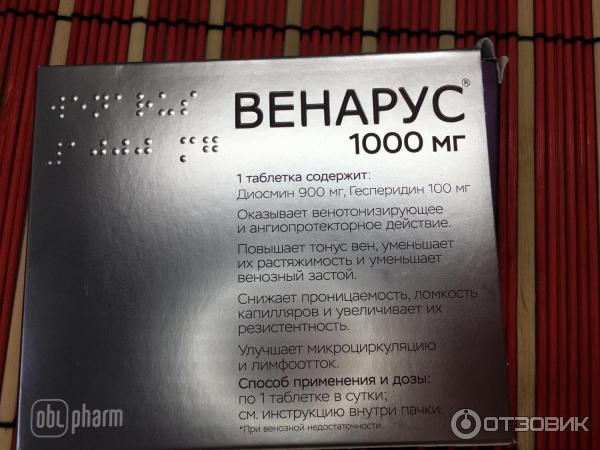 ВЕНАРУС®
1000 мг
1 таблетка содержит:
Диосмин 900 мг, Гесперидин 100 мг
Оказывает венотонизирующее
и ангиопротекторное действие.
Повышает тонус вен, уменьшает
их растяжимость и уменьшает
венозный застой.
Снижает проницаемость, ломкость
капилляров и увеличивает их
резистентность.
Улучшает микроциркуляцию
и лимфоотток.
Способ применения и дозы:
по 1 таблетке в сутки*;
см. инструкцию внутри пачки.
*При венозной недостаточности
obl pharm
ОТЗОВИК